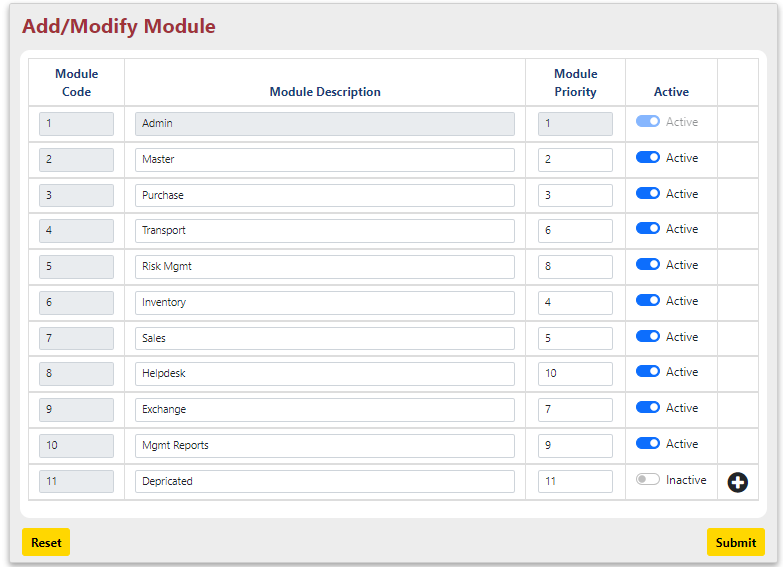 Add/Modify Module
Module Code Module Description Module Priority Active
1 Admin 1 Active
2 Master 2 Active
3 Purchase 3 Active
4 Transport 6 Active
5 Risk Mgmt 8 Active
6 Inventory 4 Active
7 Sales 5 Active
8 Helpdesk 10 Active
9 Exchange 7 Active
10 Mgmt Reports 9 Active
11 Depricated 11 Inactive
Reset Submit